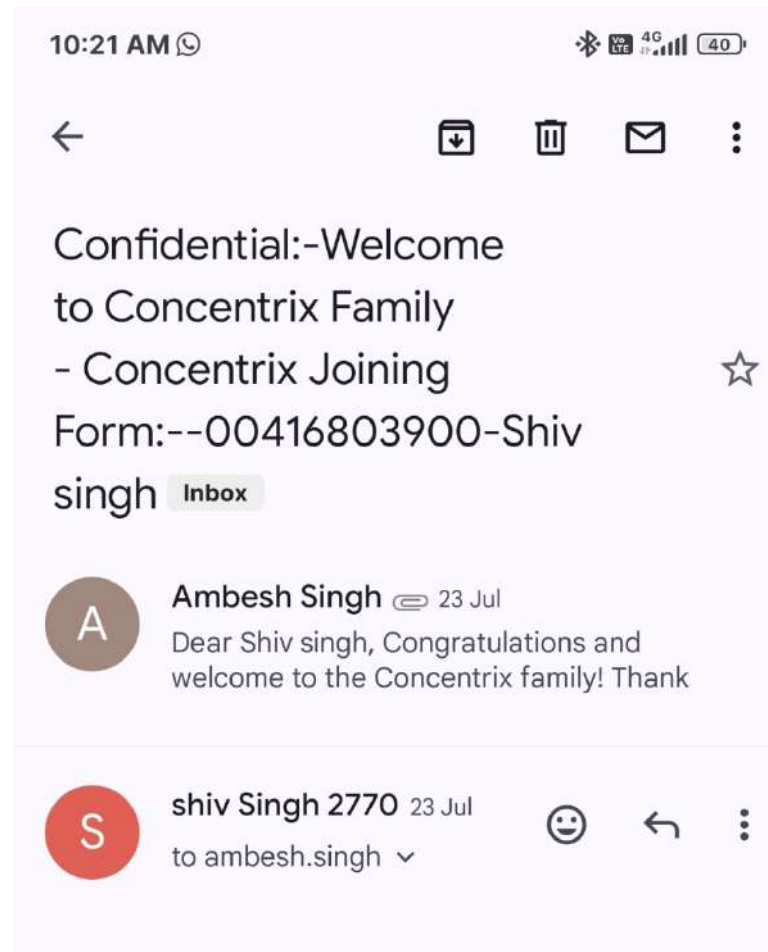 10:21 AM
Vo LTE 4G 40
Confidential:-Welcome
to Concentrix Family
- Concentrix Joining
Form:--00416803900-Shiv
singh Inbox
A
Ambesh Singh 23 Jul
Dear Shiv singh, Congratulations and
welcome to the Concentrix family! Thank
S
shiv Singh 2770 23 Jul
to ambesh.singh